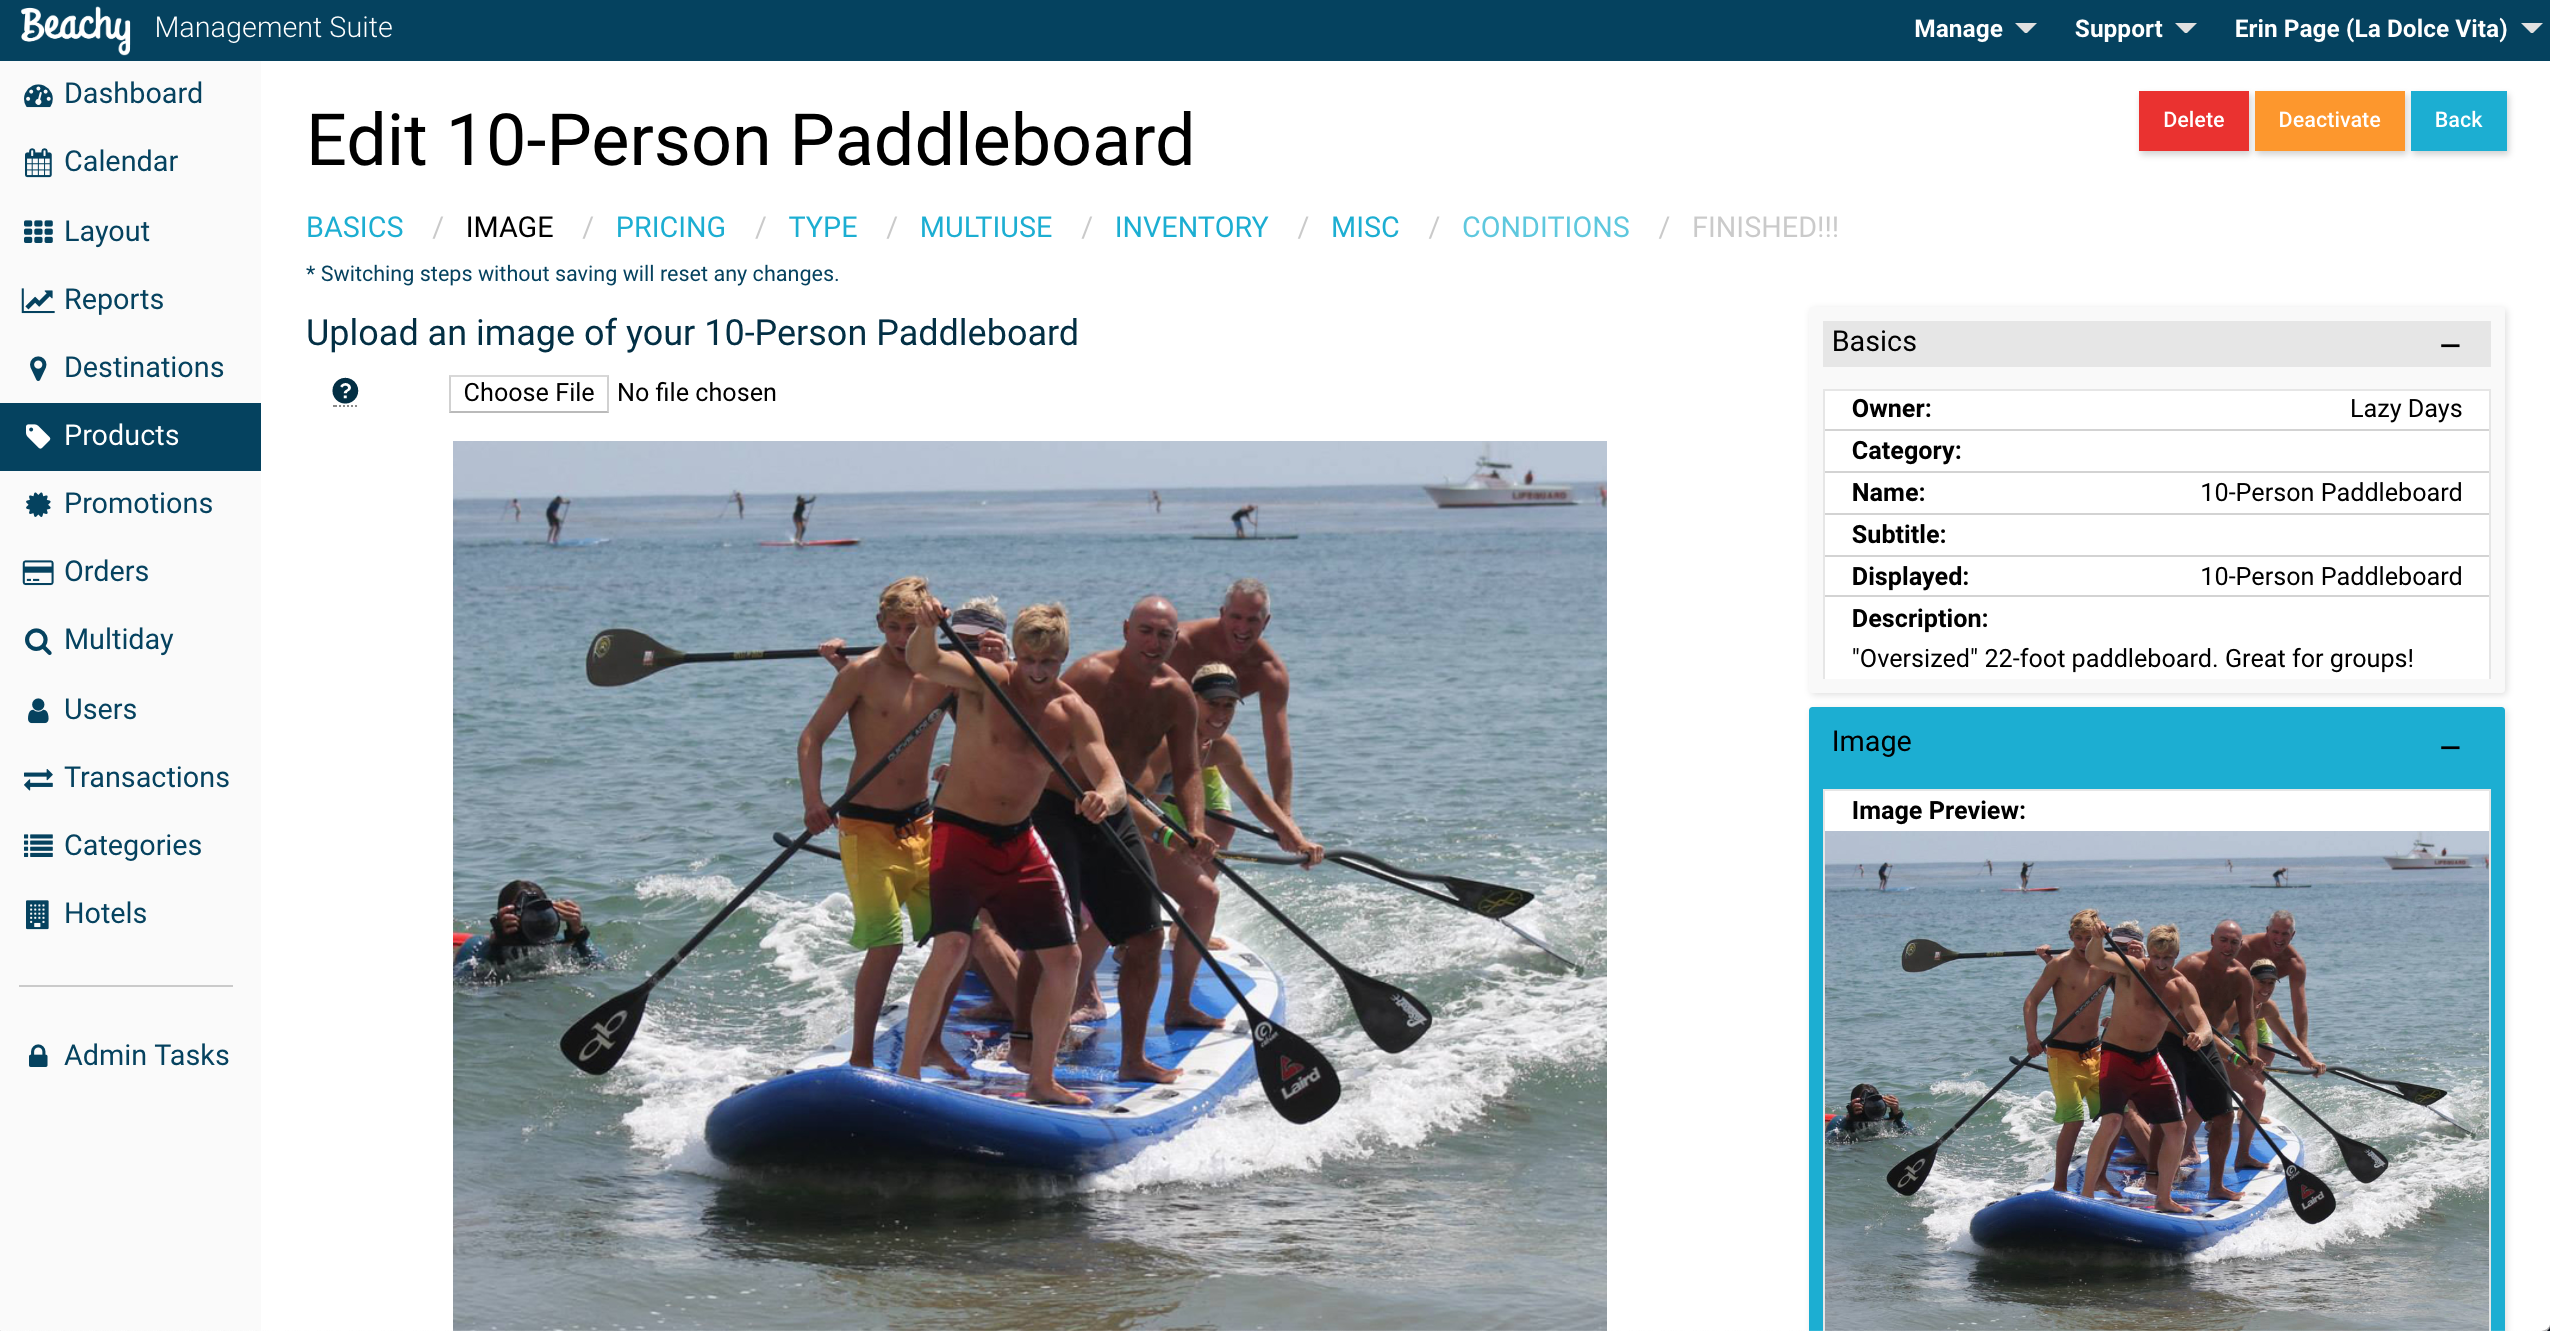 Beachy Management Suite
Manage Support Erin Page (La Dolce Vita)
Dashboard
Calendar
Layout
Reports
Destinations
Products
Promotions
Orders
Multiday
Users
Transactions
Categories
Hotels
Admin Tasks
Edit 10-Person Paddleboard
Delete Deactivate Back
BASICS / IMAGE / PRICING / TYPE / MULTIUSE / INVENTORY / MISC / CONDITIONS / FINISHED!!!
* Switching steps without saving will reset any changes.
Upload an image of your 10-Person Paddleboard
? Choose File No file chosen
LIFEGUARD
Laird
Basics
Owner: Lazy Days
Category:
Name: 10-Person Paddleboard
Subtitle:
Displayed: 10-Person Paddleboard
Description:
"Oversized" 22-foot paddleboard. Great for groups!
Image
Image Preview:
LIFEGUARD
Laird